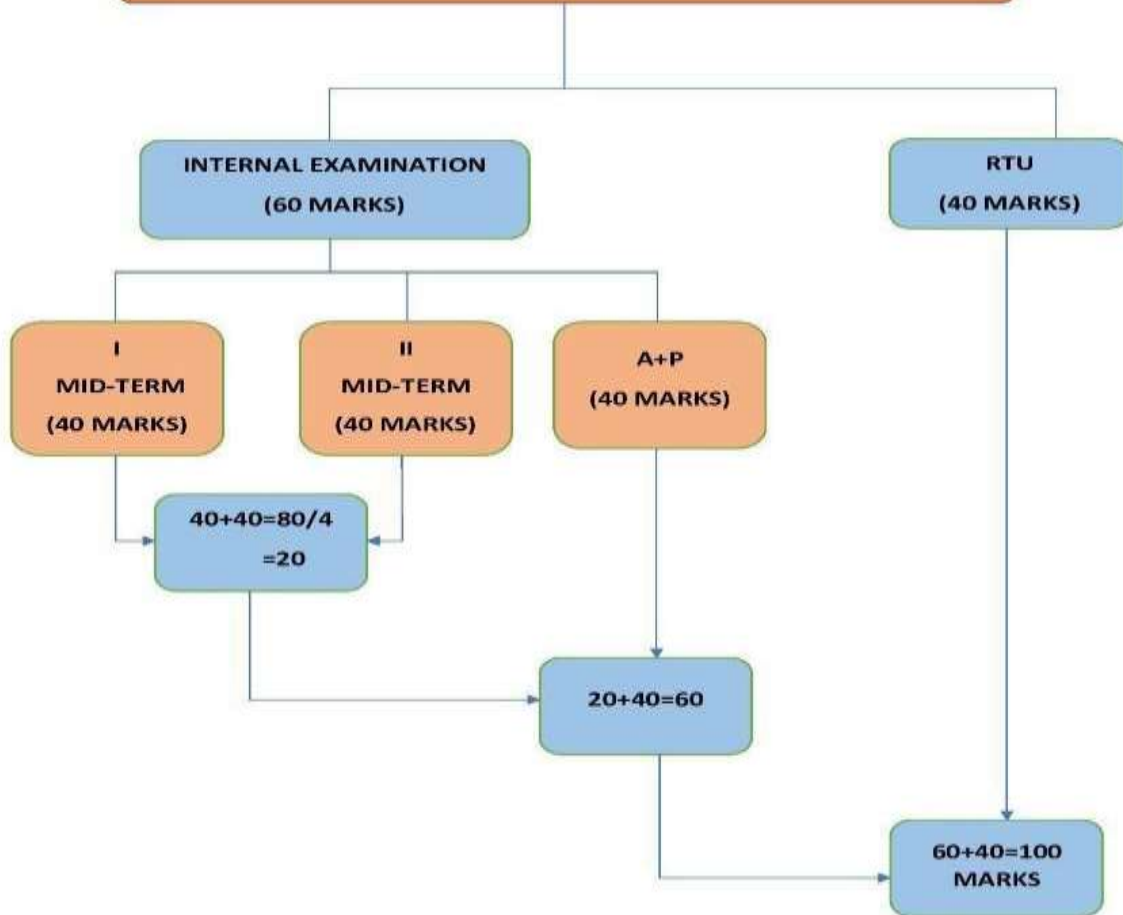 INTERNAL EXAMINATION
(60 MARKS)
RTU
(40 MARKS)
I
MID-TERM
(40 MARKS)
II
MID-TERM
(40 MARKS)
A+P
(40 MARKS)
40+40=80/4
=20
20+40=60
60+40=100
MARKS